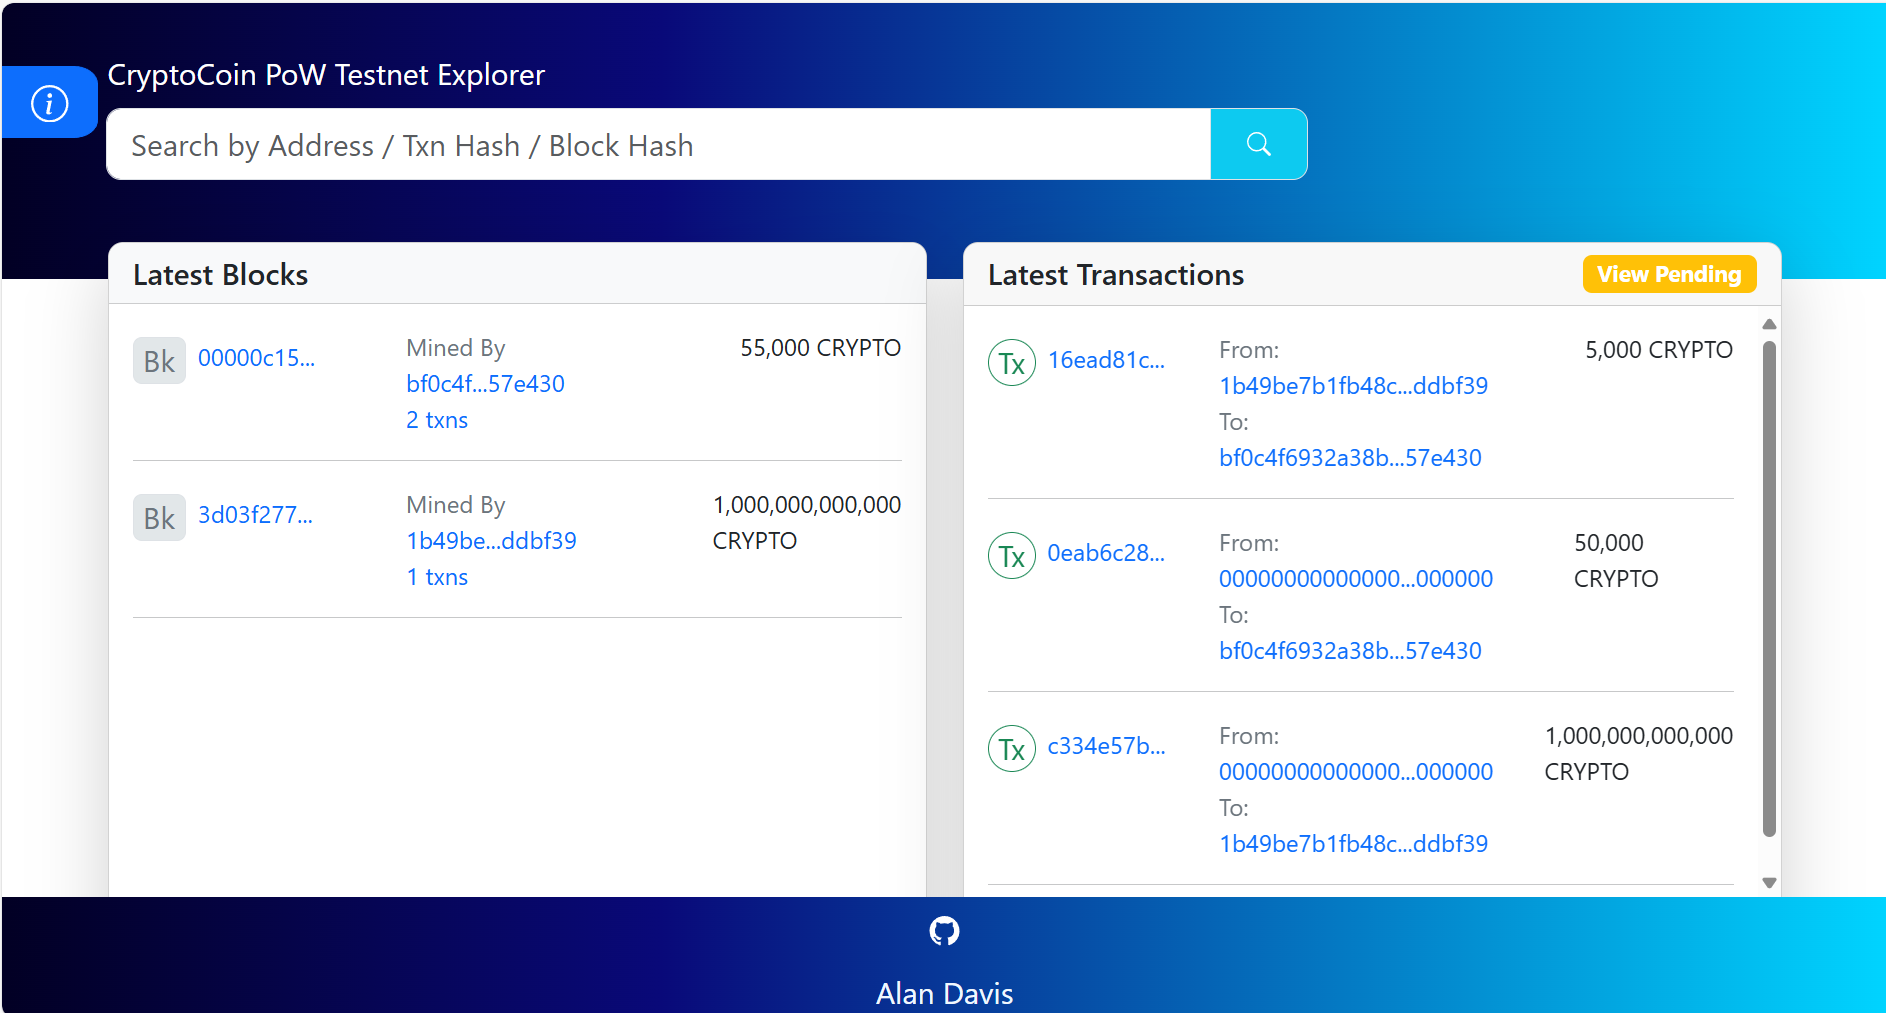 CryptoCoin PoW Testnet Explorer
Search by Address / Txn Hash / Block Hash
Latest Blocks
Bk 00000c15...
Mined By
bf0c4f...57e430
2 txns
55,000 CRYPTO
Bk 3d03f277...
Mined By
1b49be...ddbf39
1 txns
1,000,000,000,000
CRYPTO
Latest Transactions
View Pending
Tx 16ead81c...
From:
1b49be7b1fb48c...ddbf39
To:
bf0c4f6932a38b...57e430
5,000 CRYPTO
Tx 0eab6c28...
From:
00000000000000...000000
To:
bf0c4f6932a38b...57e430
50,000
CRYPTO
Tx c334e57b...
From:
00000000000000...000000
To:
1b49be7b1fb48c...ddbf39
1,000,000,000,000
CRYPTO
Alan Davis